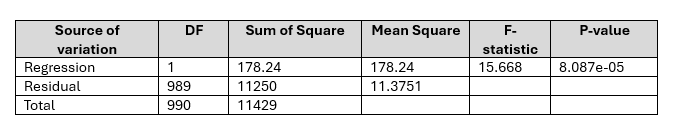 Source of variation DF Sum of Square Mean Square F-statistic P-value
Regression 1 178.24 178.24 15.668 8.087e-05
Residual 989 11250 11.3751
Total 990 11429